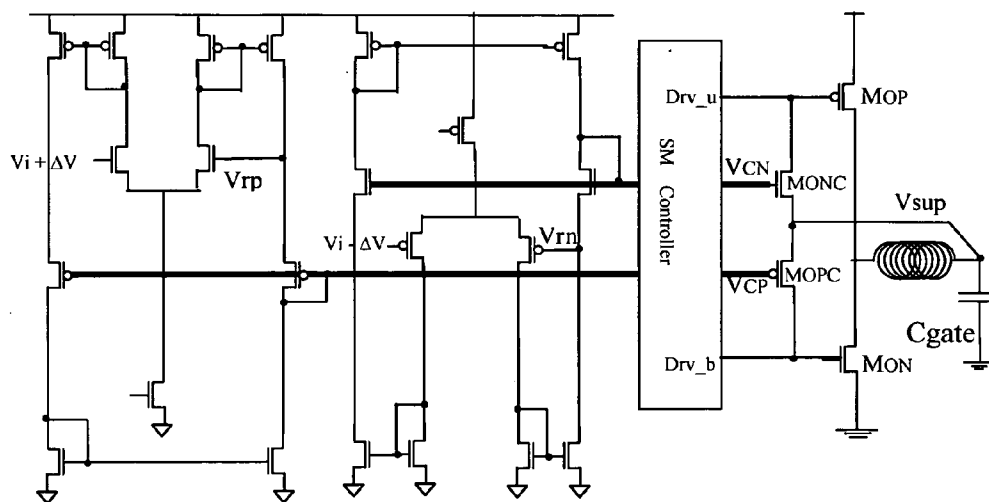 Vi + ΔV
Vrp
Vi - ΔV
Vrn
SM Controller
Drv_u
Drv_b
VCN
VCP
MOP
MONC
Vsup
MOPC
Cgate
MON